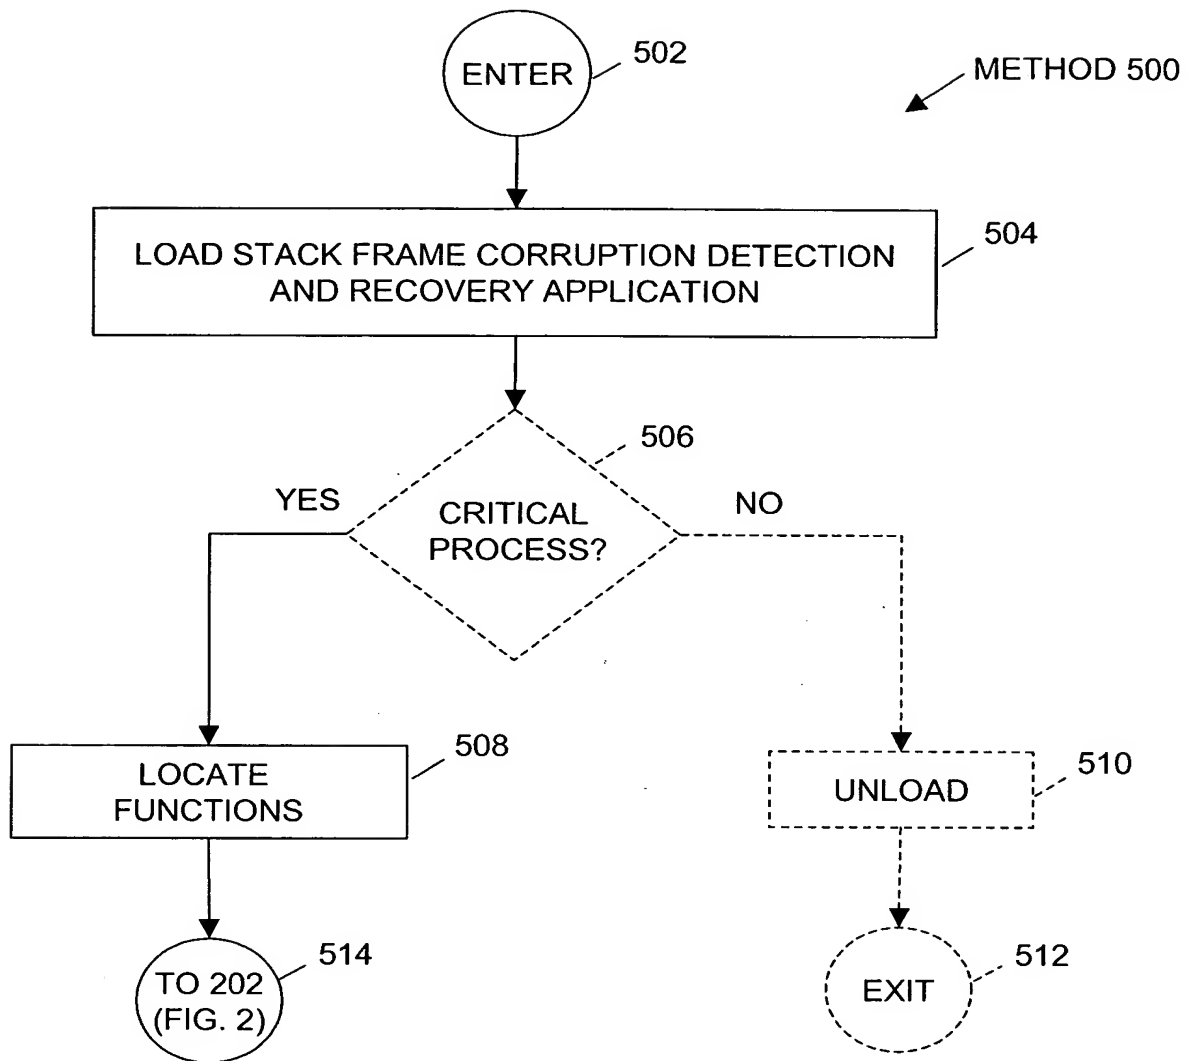 ENTER
502
METHOD 500
LOAD STACK FRAME CORRUPTION DETECTION
AND RECOVERY APPLICATION
504
506
YES
CRITICAL
PROCESS?
NO
LOCATE
FUNCTIONS
508
UNLOAD
510
TO 202
(FIG. 2)
514
EXIT
512